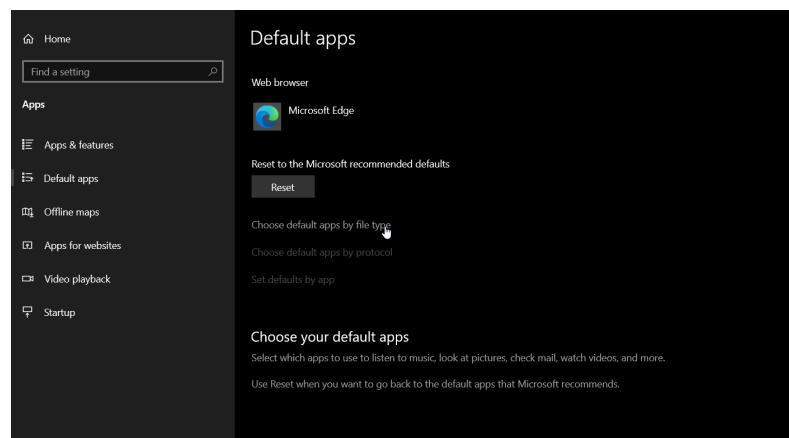 Home
Find a setting
Apps
Apps & features
Default apps
Offline maps
Apps for websites
Video playback
Startup
Default apps
Web browser
Microsoft Edge
Reset to the Microsoft recommended defaults
Reset
Choose default apps by file type
Choose default apps by protocol
Set defaults by app
Choose your default apps
Select which apps to use to listen to music, look at pictures, check mail, watch videos, and more.
Use Reset when you want to go back to the default apps that Microsoft recommends.